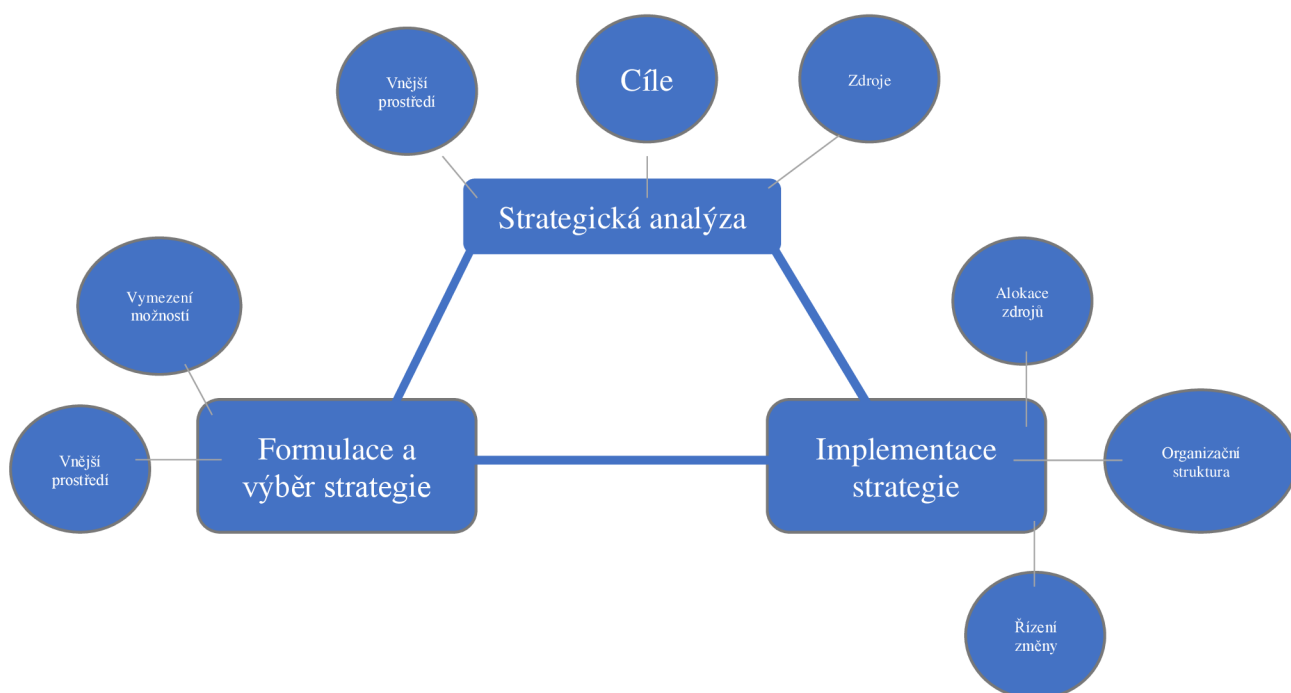 Vnější
prostředí
Cíle
Zdroje
Strategická analýza
Vymezení
možností
Alokace
zdrojů
Vnější
prostředí
Formulace a
výběr strategie
Implementace
strategie
Organizační
struktura
Řízení
změny